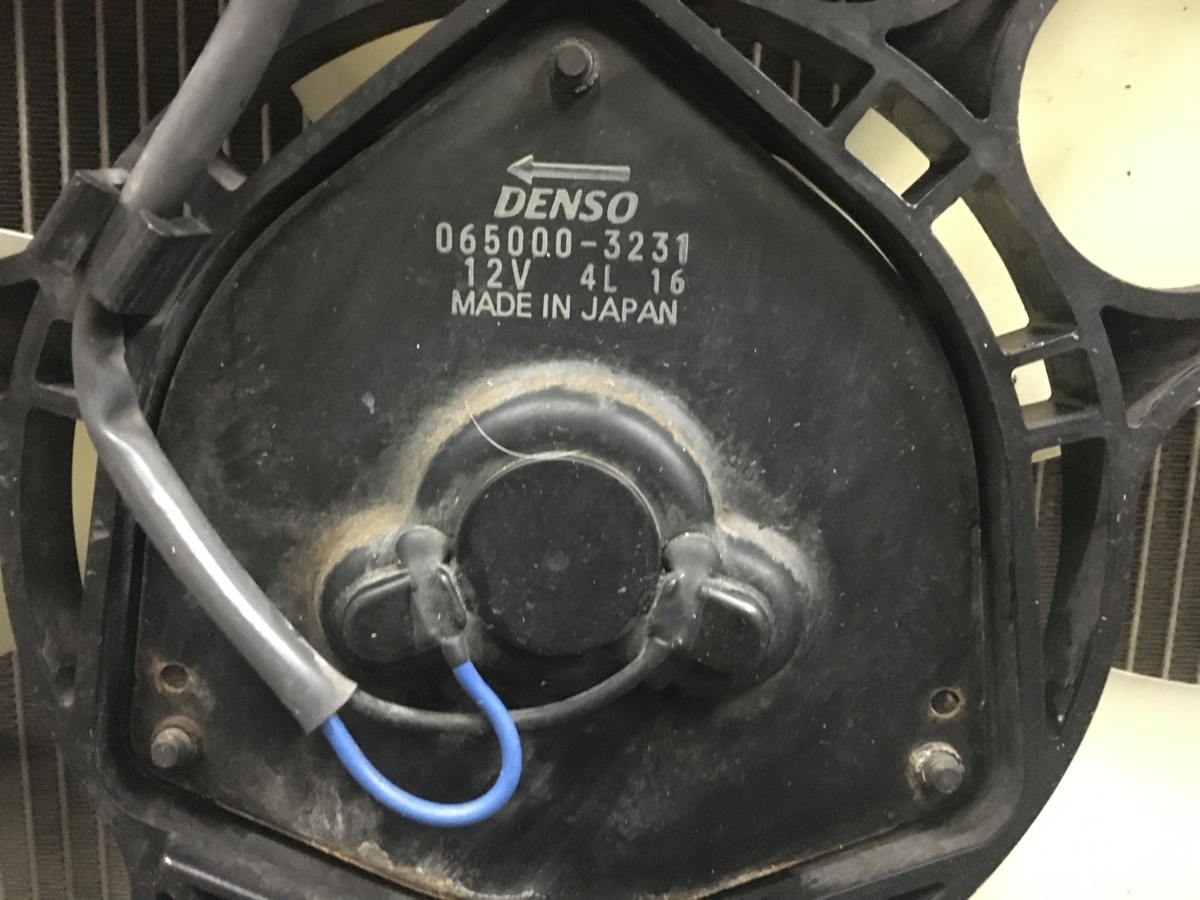 DENSO
065000-3231
12V 4L 16
MADE IN JAPAN